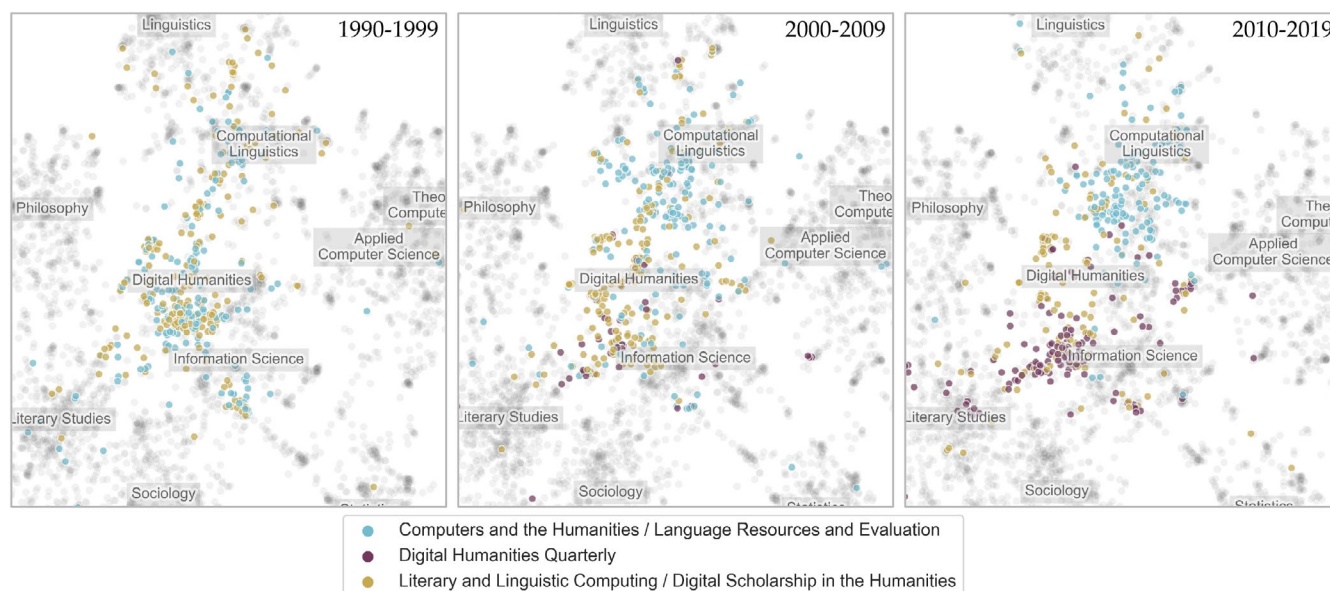 1990-1999
Linguistics
Computational
Linguistics
Philosophy
Theo
Compute
Applied
Computer Science
Digital Humanities
Information Science
Literary Studies
Sociology
2000-2009
Linguistics
Computational
Linguistics
Philosophy
Theo
Compute
Applied
Computer Science
Digital Humanities
Information Science
Literary Studies
Sociology
Statistics
2010-2019
Linguistics
Computational
Linguistics
Philosophy
The
Comput
Applied
Computer Science
Digital Humanities
Information Science
Literary Studies
Sociology
Statistics
Computers and the Humanities / Language Resources and Evaluation
Digital Humanities Quarterly
Literary and Linguistic Computing / Digital Scholarship in the Humanities